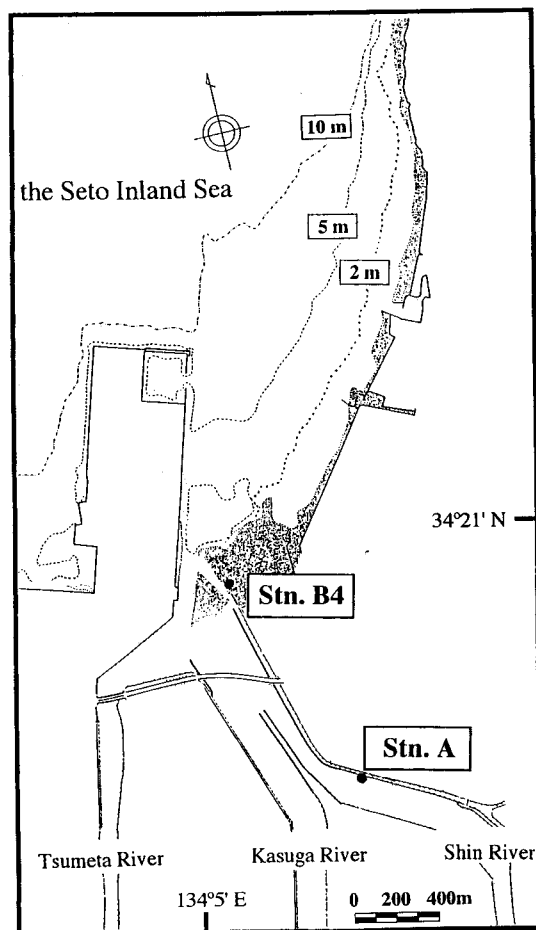 10 m
the Seto Inland Sea
5 m
2 m
34°21' N
Stn. B4
Stn. A
Tsumeta River
Kasuga River
Shin River
134°5' E
0 200 400m